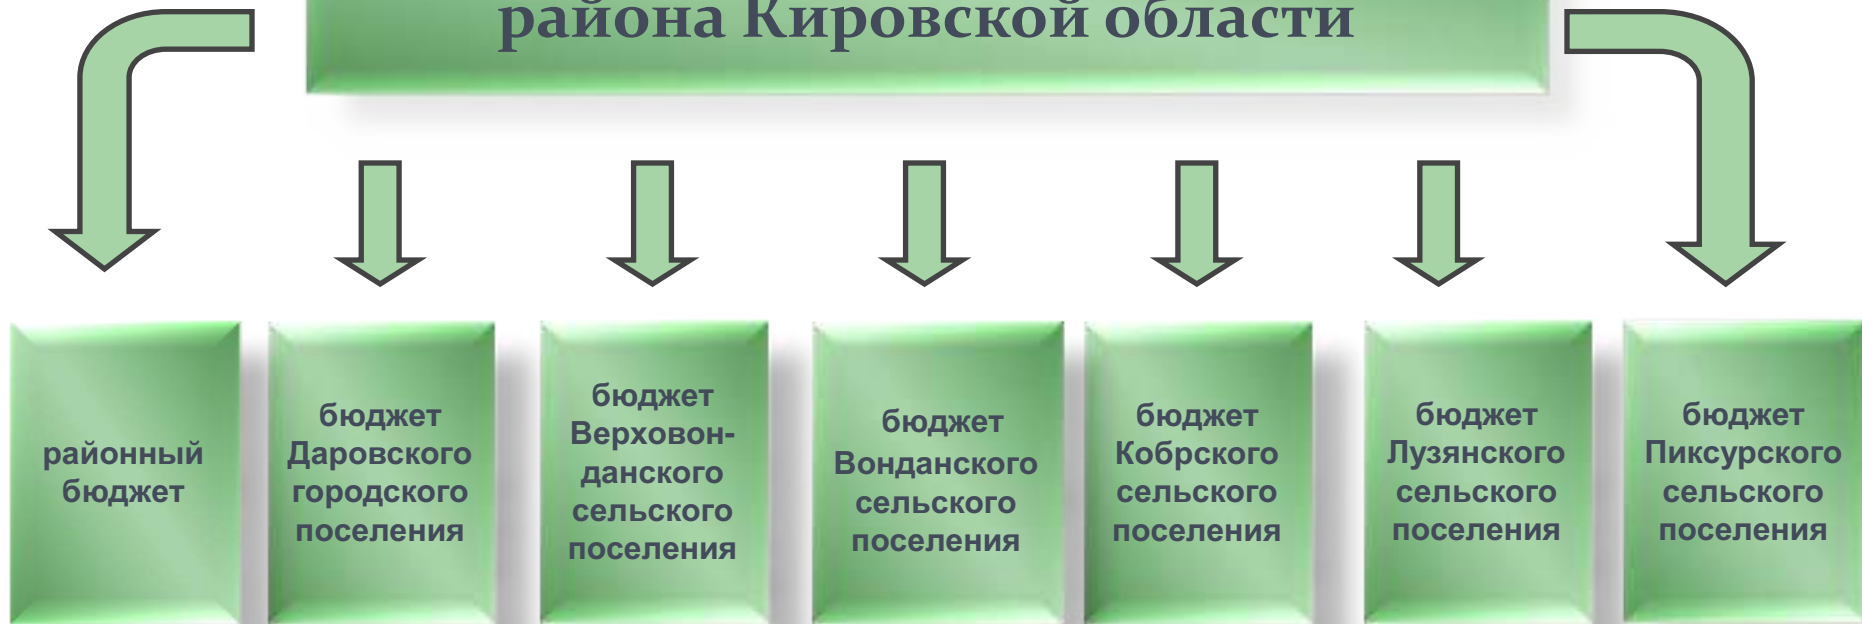 района Кировской области
районный
бюджет
бюджет
Даровского
городского
поселения
бюджет
Верховон-
данского
сельского
поселения
бюджет
Вонданского
сельского
поселения
бюджет
Кобрского
сельского
поселения
бюджет
Лузянского
сельского
поселения
бюджет
Пиксурского
сельского
поселения